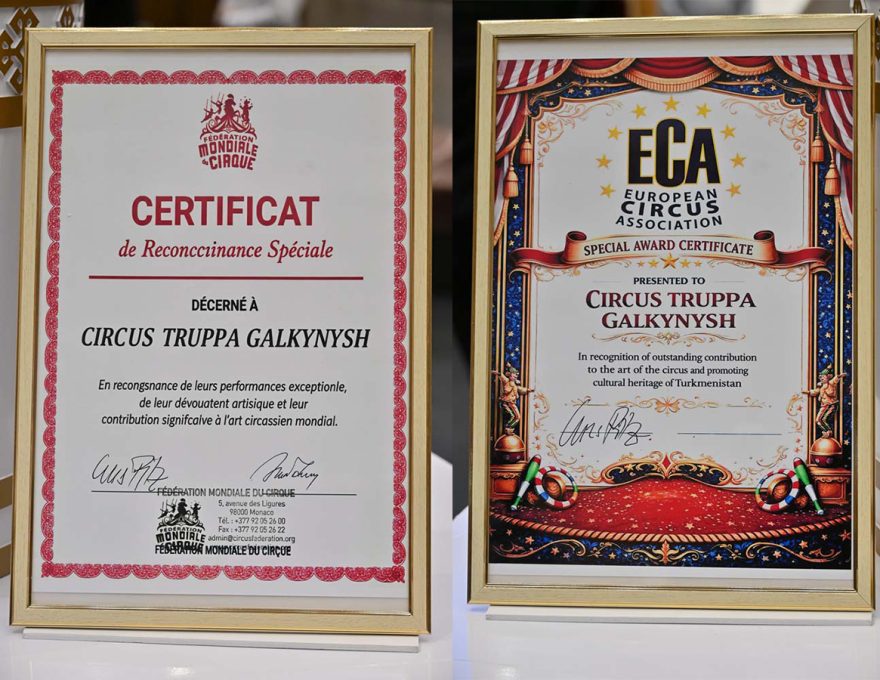 FÉDÉRATION
MONDIALE
du CIRQUE
CERTIFICAT
de Reconcciinance Spéciale
DÉCERNÉ À
CIRCUS TRUPPA GALKYNYSH
En recongsnance de leurs performances exceptionle,
de leur dévouatent artisique et leur
contribution signifcaive à l'art circassien mondial.
FÉDÉRATION MONDIALE DU CIRQUE
5, avenue des Ligures
98000 Monaco
Tél. : +377 92 05 26 00
Fax : +377 92 05 26 22
admin@circusfederation.org
FÉDÉRATION
MONDIALE
FÉDÉRATION MONDIALE DU CIRQUE
ECA
EUROPEAN
CIRCUS
ASSOCIATION
SPECIAL AWARD CERTIFICATE
PRESENTED TO
CIRCUS TRUPPA
GALKYNYSH
In recognition of outstanding contribution
to the art of the circus and promoting
cultural heritage of Turkmenistan